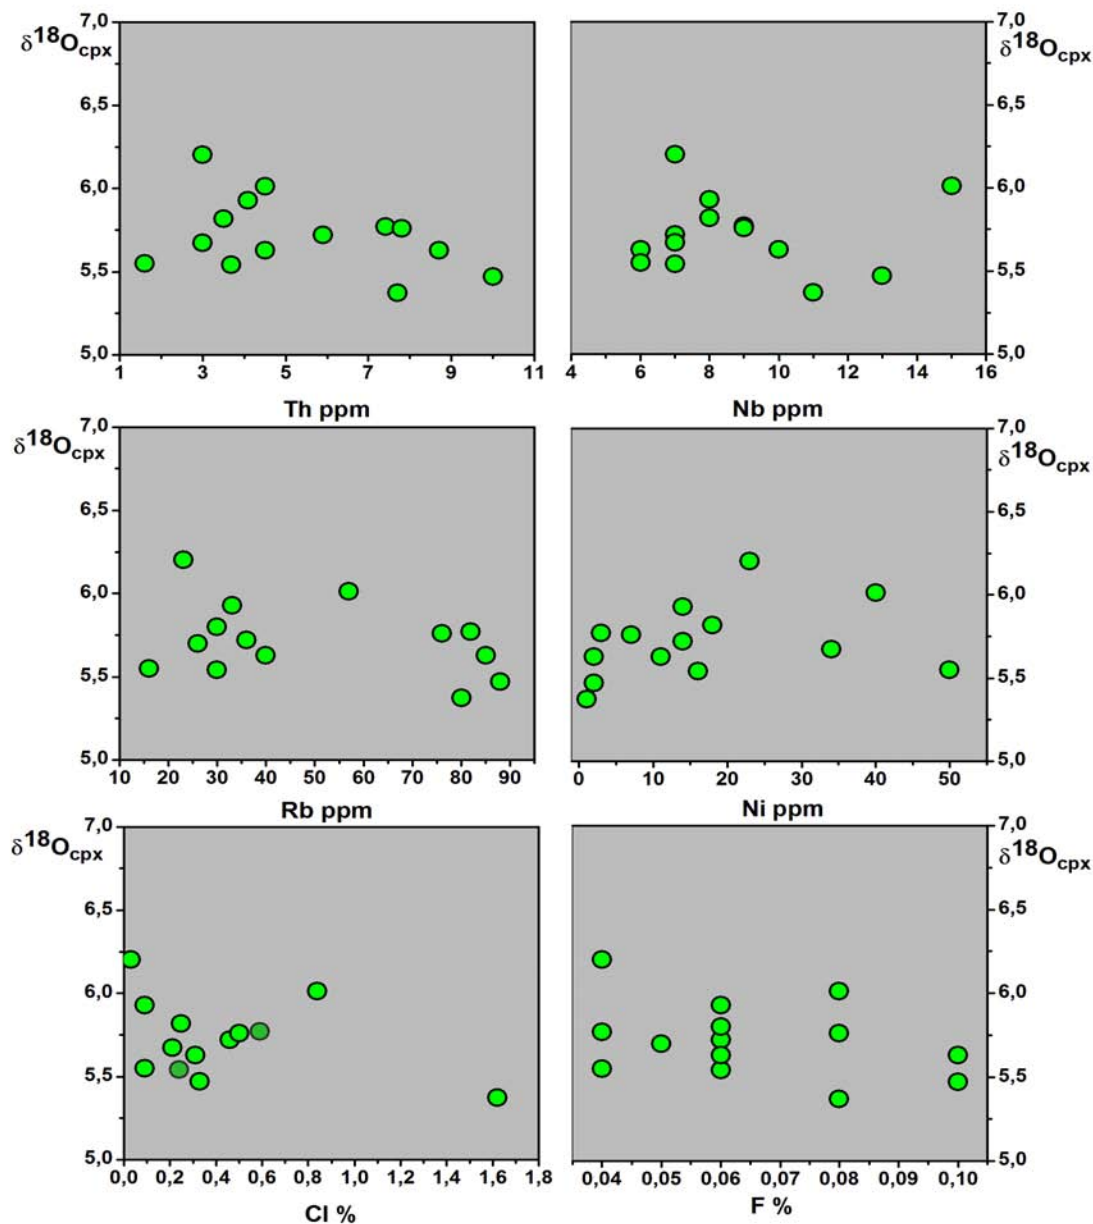 δ18Ocpx
7,0
6,5
6,0
5,5
5,0
1 3 5 7 9 11
Th ppm
7,0
δ18Ocpx
6,5
6,0
5,5
5,0
4 6 8 10 12 14 16
Nb ppm
δ18Ocpx
7,0
6,5
6,0
5,5
5,0
10 20 30 40 50 60 70 80 90
Rb ppm
7,0
δ18Ocpx
6,5
6,0
5,5
5,0
0 10 20 30 40 50
Ni ppm
δ18Ocpx
7,0
6,5
6,0
5,5
5,0
0,0 0,2 0,4 0,6 0,8 1,0 1,2 1,4 1,6 1,8
Cl %
7,0
δ18Ocpx
6,5
6,0
5,5
5,0
0,04 0,05 0,06 0,07 0,08 0,09 0,10
F %